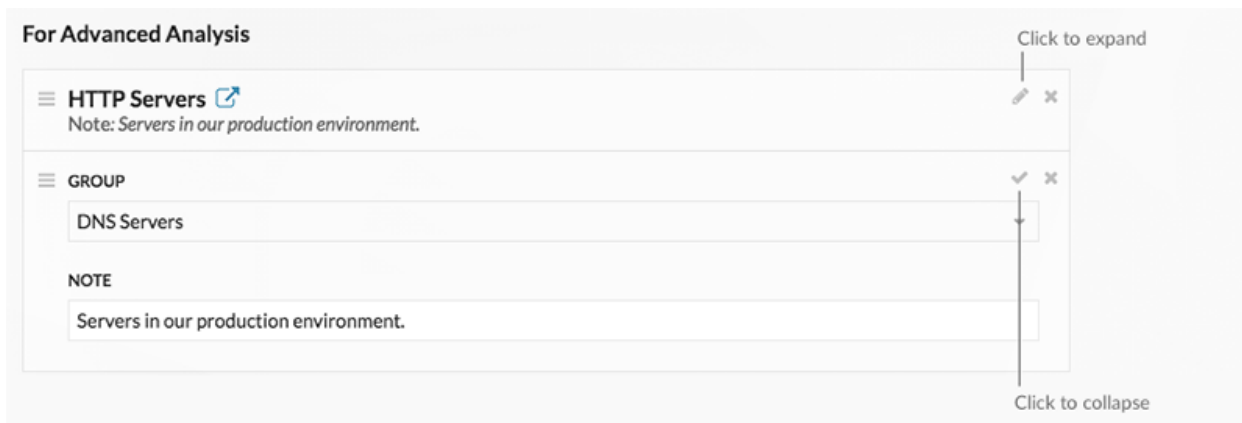 For Advanced Analysis
Click to expand
HTTP Servers
Note: Servers in our production environment.
GROUP
DNS Servers
NOTE
Servers in our production environment.
Click to collapse